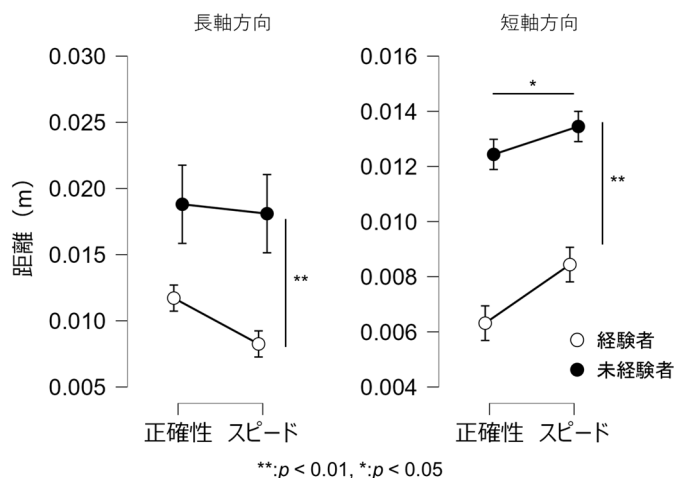 長軸方向
0.030
0.025
0.020
0.015
0.010
0.005
距離（m）
**
正確性 スピード
短軸方向
0.016
0.014
0.012
0.010
0.008
0.006
0.004
*
**
経験者
未経験者
正確性 スピード
**:p < 0.01, *:p < 0.05